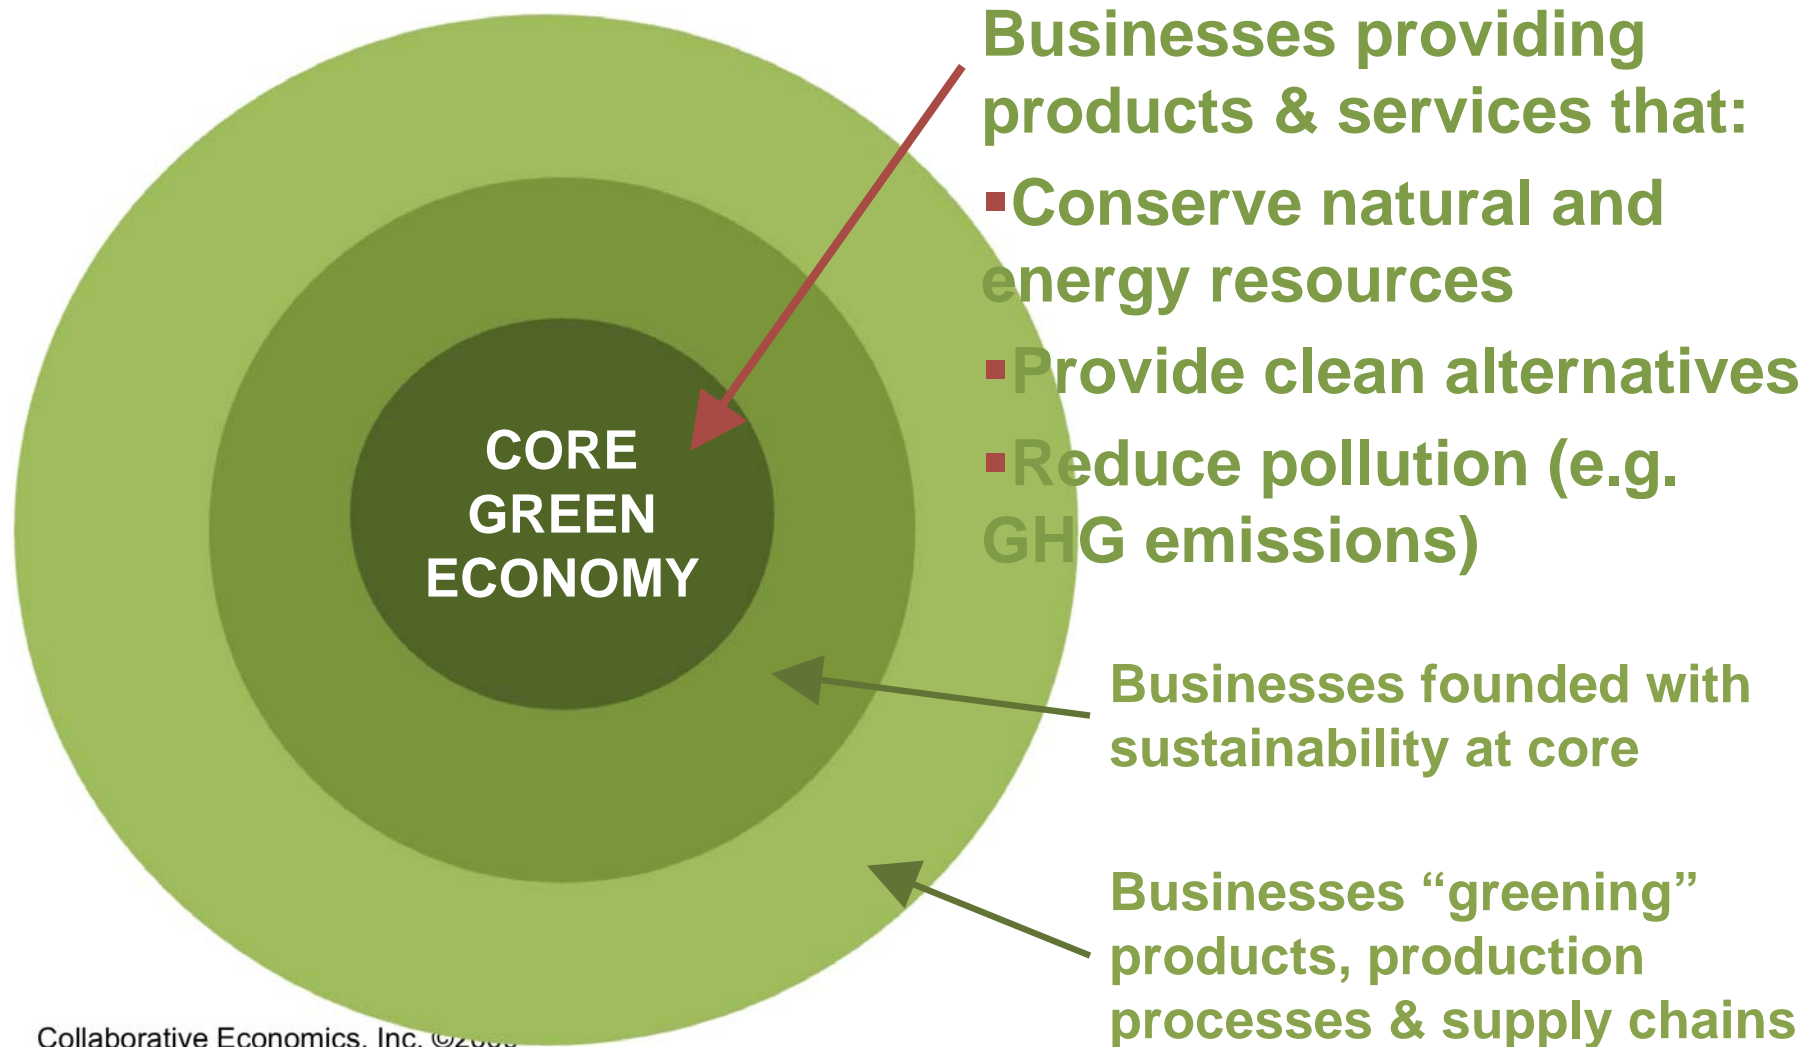 Businesses providing
products & services that:
▪Conserve natural and
energy resources
▪Provide clean alternatives
▪Reduce pollution (e.g.
GHG emissions)
CORE
GREEN
ECONOMY
Businesses founded with
sustainability at core
Businesses “greening”
products, production
processes & supply chains
Collaborative Economics, Inc.